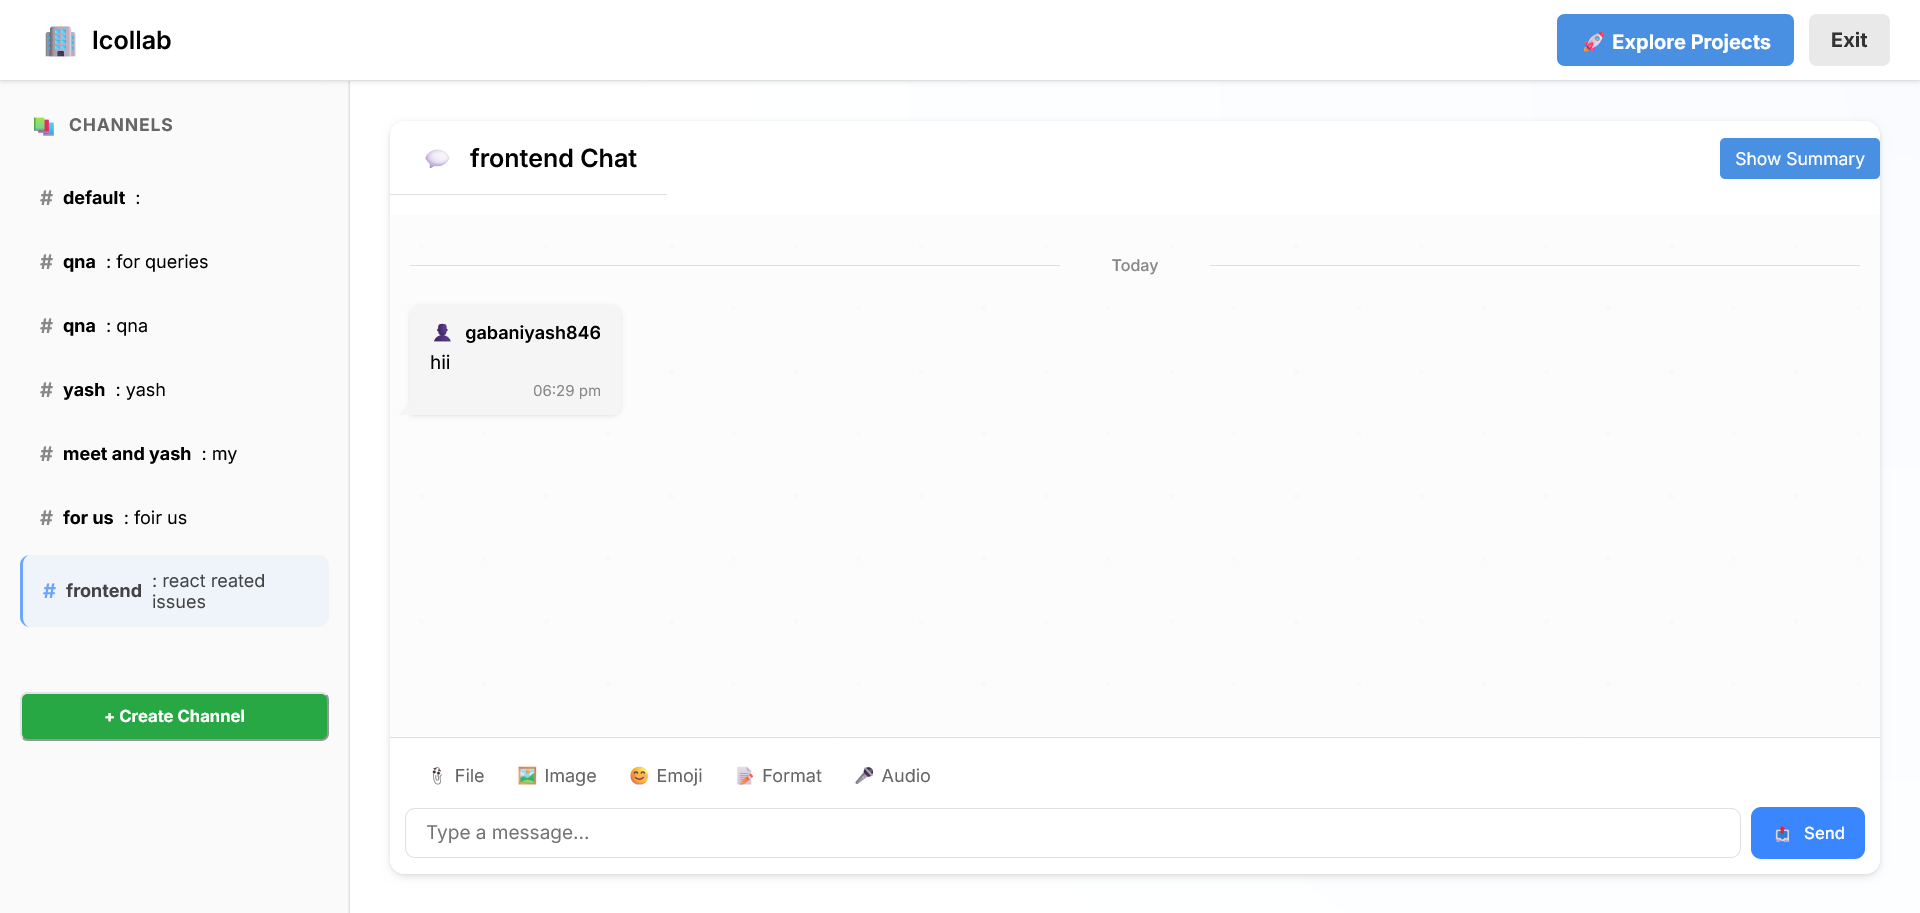 Icollab
Explore Projects
Exit
CHANNELS
# default :
# qna : for queries
# qna : qna
# yash : yash
# meet and yash : my
# for us : foir us
# frontend : react reated
issues
+ Create Channel
frontend Chat
Show Summary
Today
gabaniyash846
hii
06:29 pm
File
Image
Emoji
Format
Audio
Type a message...
Send